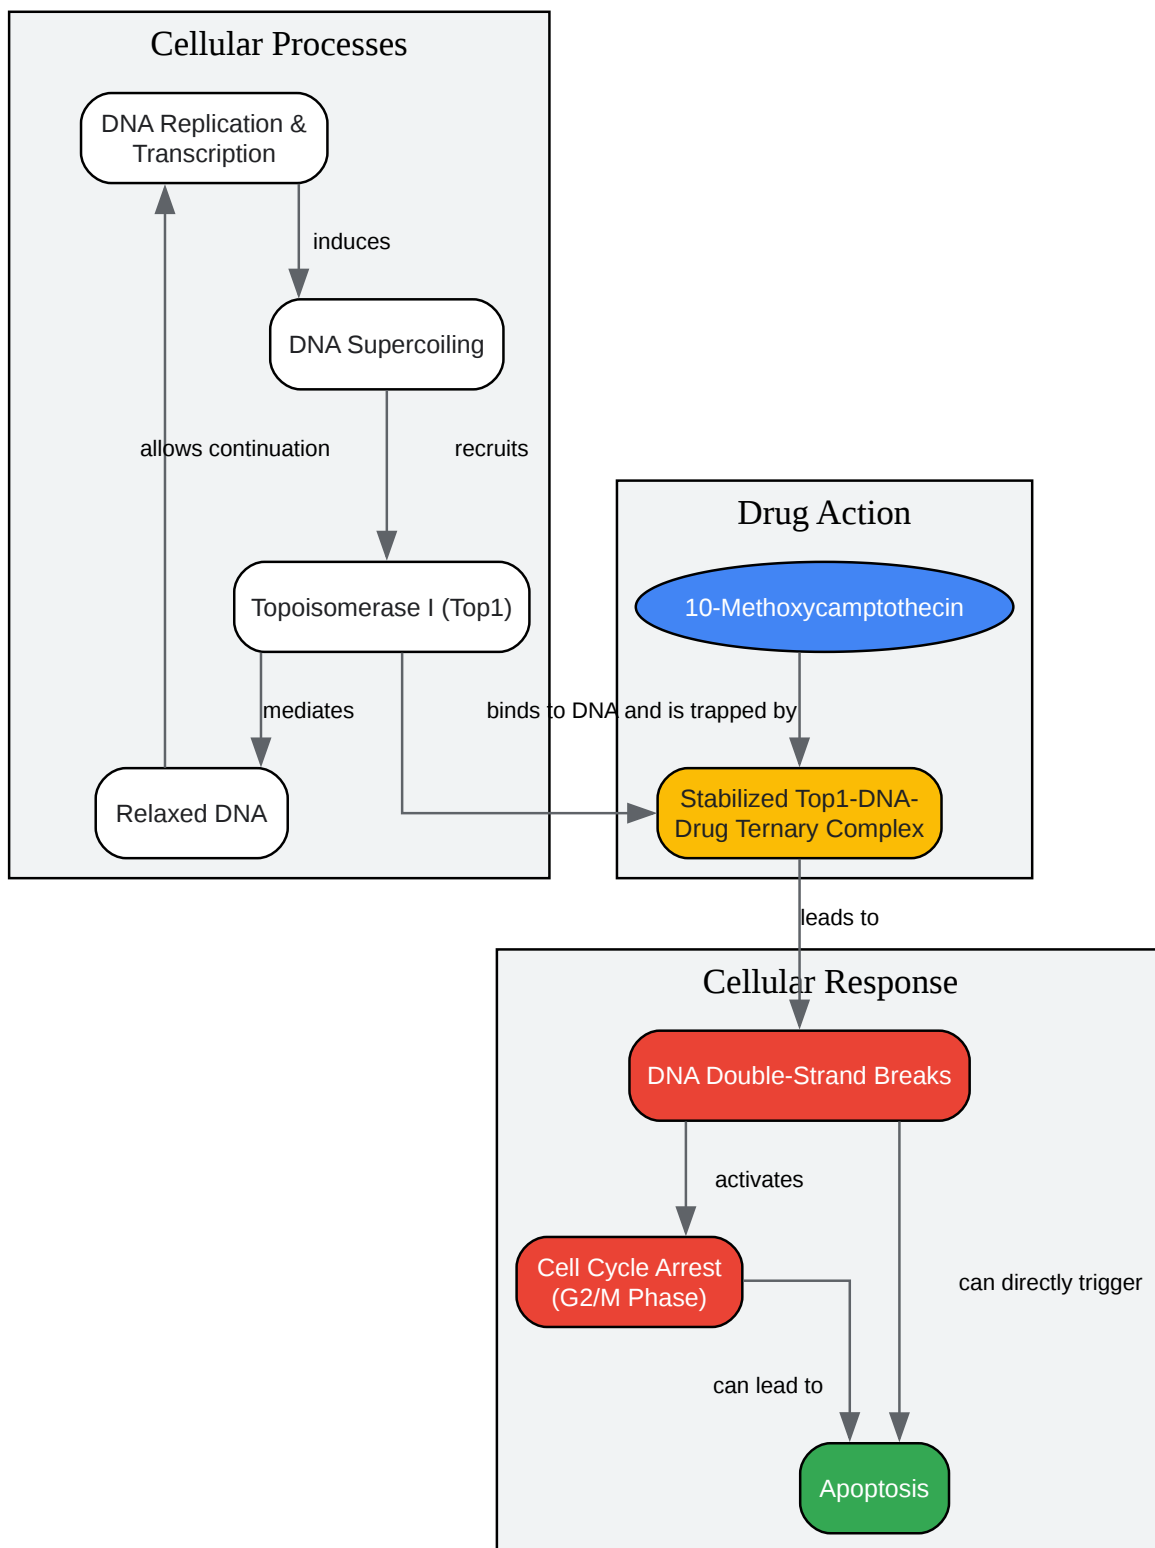 Cellular Processes
DNA Replication &
Transcription
induces
DNA Supercoiling
allows continuation
recruits
Topoisomerase I (Top1)
mediates
Relaxed DNA
Drug Action
10-Methoxycamptothecin
binds to DNA and is trapped by
Stabilized Top1-DNA-
Drug Ternary Complex
leads to
Cellular Response
DNA Double-Strand Breaks
activates
Cell Cycle Arrest
(G2/M Phase)
can directly trigger
can lead to
Apoptosis